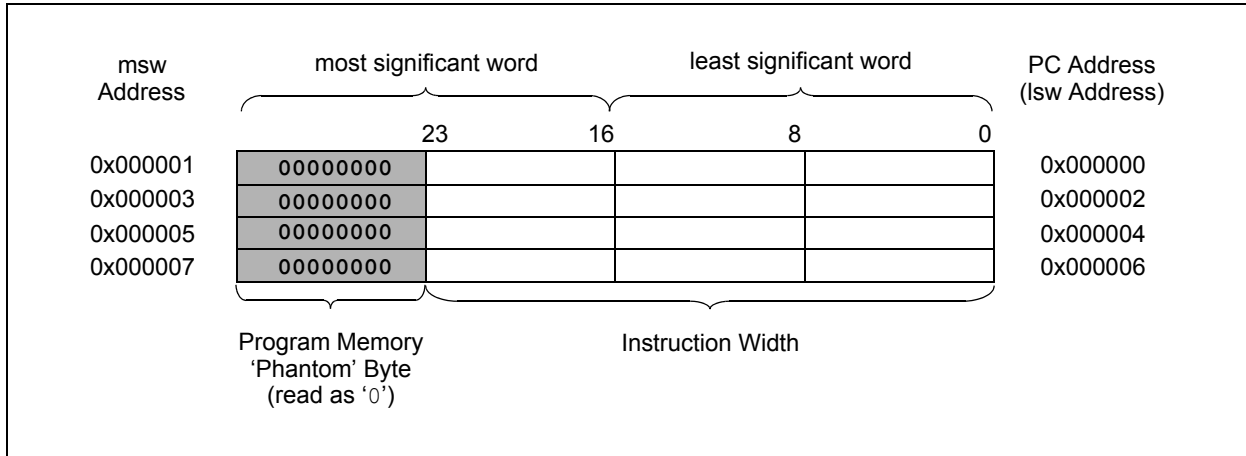 msw
Address
most significant word
least significant word
PC Address
(lsw Address)
23 16 8 0
0x000001 00000000 0x000000
0x000003 00000000 0x000002
0x000005 00000000 0x000004
0x000007 00000000 0x000006
Program Memory
‘Phantom’ Byte
(read as ‘0’)
Instruction Width